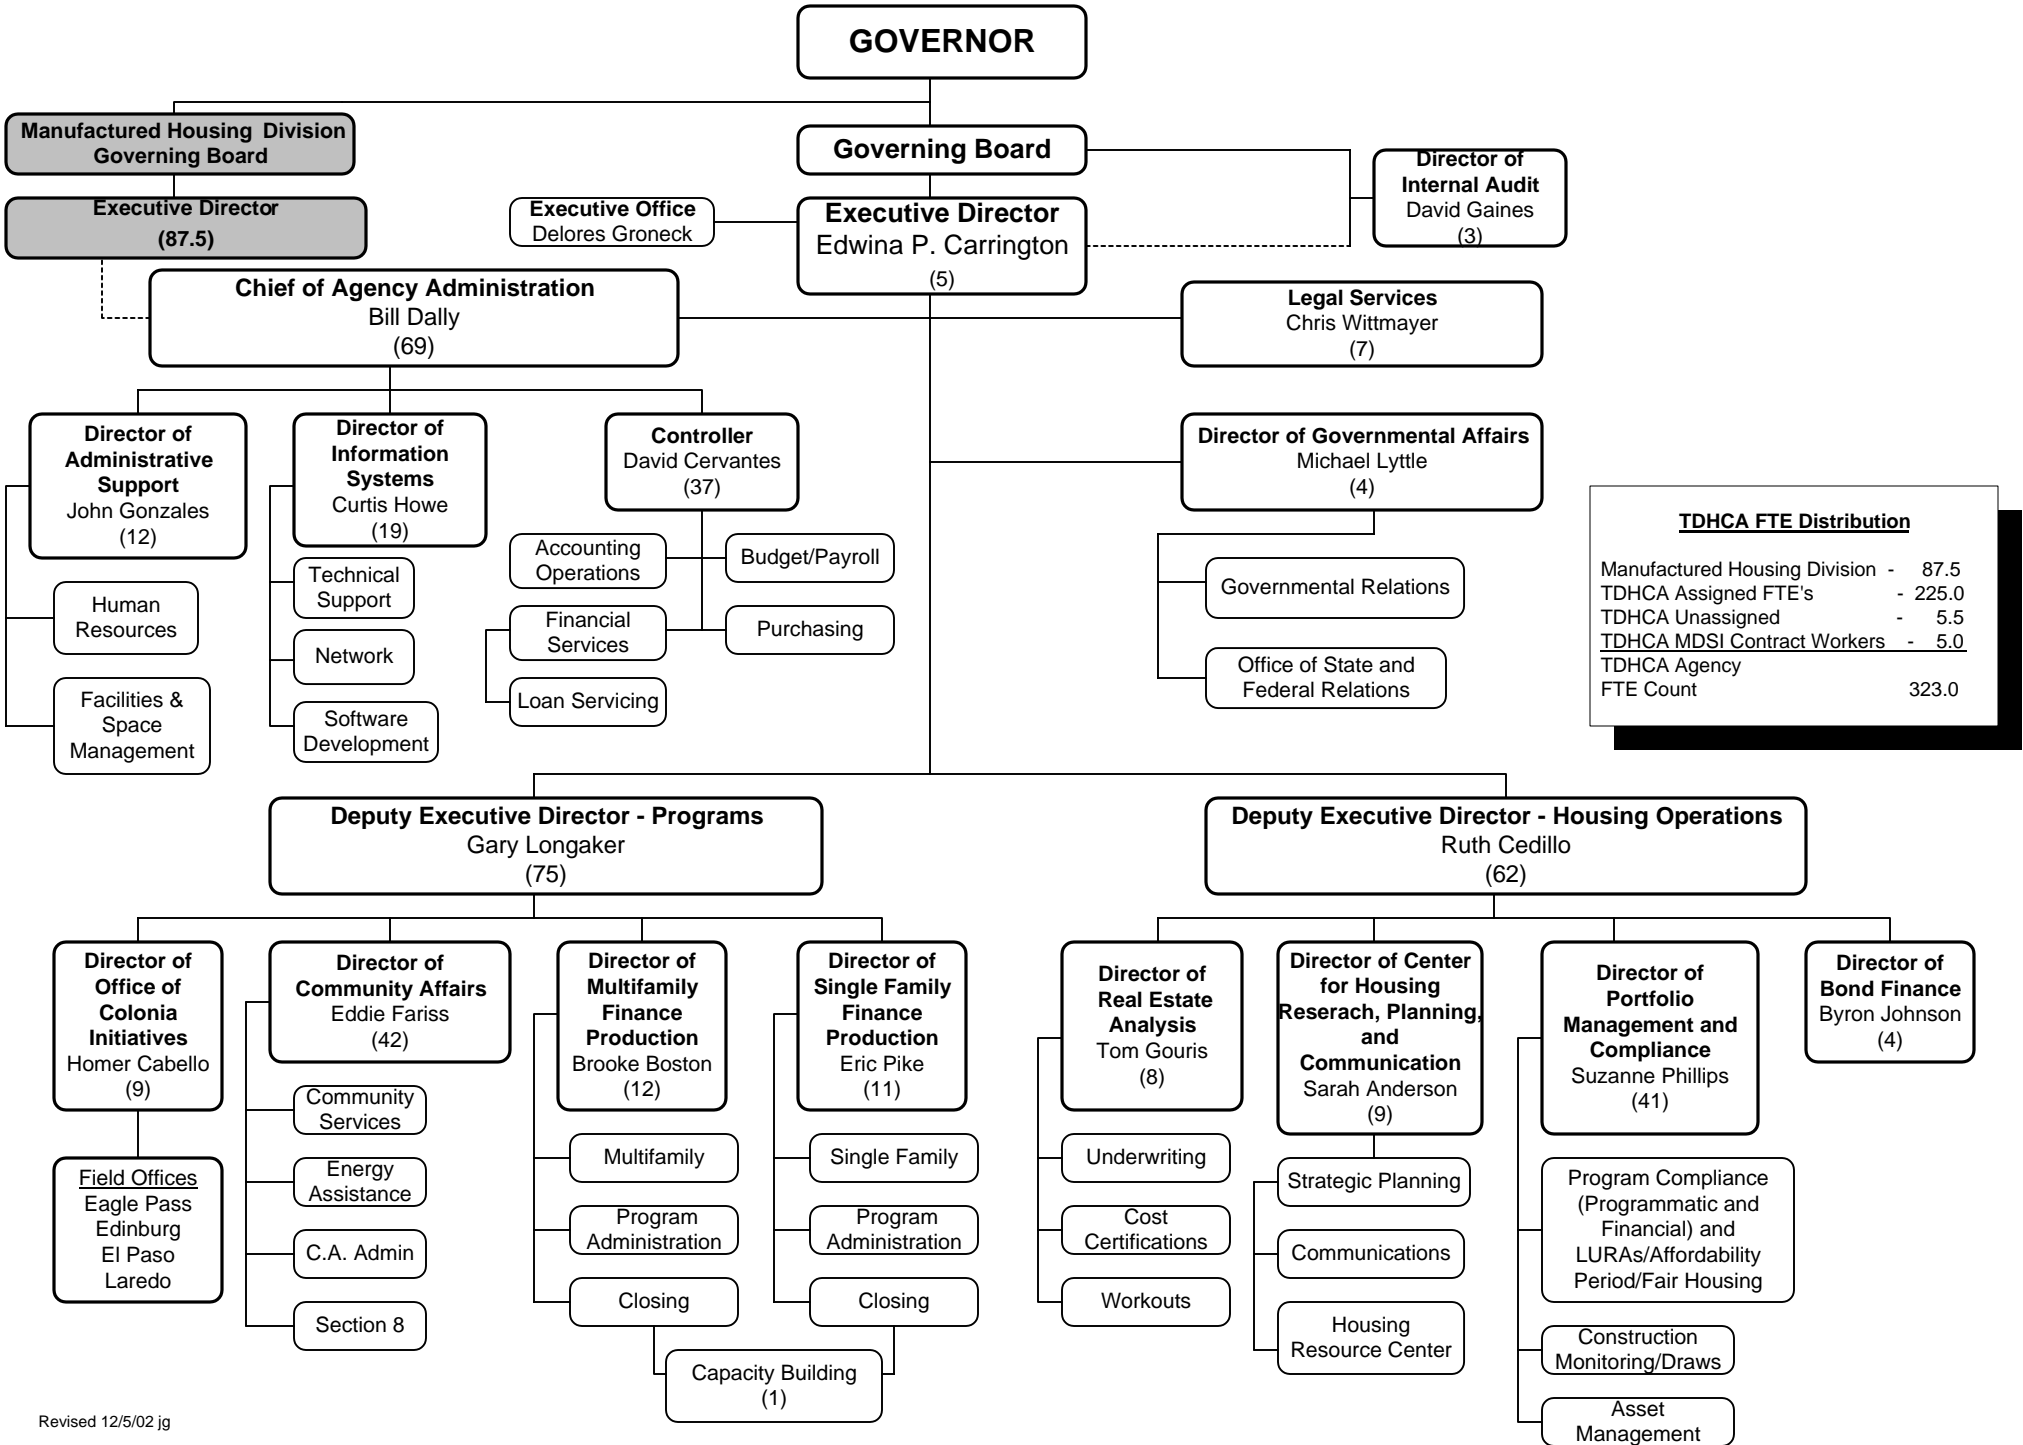 GOVERNOR
Manufactured Housing Division
Governing Board
Governing Board
Director of
Internal Audit
David Gaines
(3)
Executive Director
(87.5)
Executive Office
Delores Groneck
Executive Director
Edwina P. Carrington
(5)
Chief of Agency Administration
Bill Dally
(69)
Legal Services
Chris Wittmayer
(7)
Director of
Administrative
Support
John Gonzales
(12)
Director of
Information
Systems
Curtis Howe
(19)
Controller
David Cervantes
(37)
Director of Governmental Affairs
Michael Lyttle
(4)
Human
Resources
Facilities &
Space
Management
Technical
Support
Network
Software
Development
Accounting
Operations
Budget/Payroll
Financial
Services
Purchasing
Loan Servicing
Governmental Relations
Office of State and
Federal Relations
TDHCA FTE Distribution
Manufactured Housing Division - 87.5
TDHCA Assigned FTE's - 225.0
TDHCA Unassigned - 5.5
TDHCA MDSI Contract Workers - 5.0
TDHCA Agency
FTE Count 323.0
Deputy Executive Director - Programs
Gary Longaker
(75)
Deputy Executive Director - Housing Operations
Ruth Cedillo
(62)
Director of
Office of
Colonia
Initiatives
Homer Cabello
(9)
Field Offices
Eagle Pass
Edinburg
El Paso
Laredo
Director of
Community Affairs
Eddie Fariss
(42)
Community
Services
Energy
Assistance
C.A. Admin
Section 8
Director of
Multifamily
Finance
Production
Brooke Boston
(12)
Multifamily
Program
Administration
Closing
Director of
Single Family
Finance
Production
Eric Pike
(11)
Single Family
Program
Administration
Closing
Capacity Building
(1)
Director of
Real Estate
Analysis
Tom Gouris
(8)
Underwriting
Cost
Certifications
Workouts
Director of Center
for Housing
Reserach, Planning,
and
Communication
Sarah Anderson
(9)
Strategic Planning
Communications
Housing
Resource Center
Director of
Portfolio
Management and
Compliance
Suzanne Phillips
(41)
Program Compliance
(Programmatic and
Financial) and
LURAs/Affordability
Period/Fair Housing
Construction
Monitoring/Draws
Asset
Management
Director of
Bond Finance
Byron Johnson
(4)
Revised 12/5/02 jg